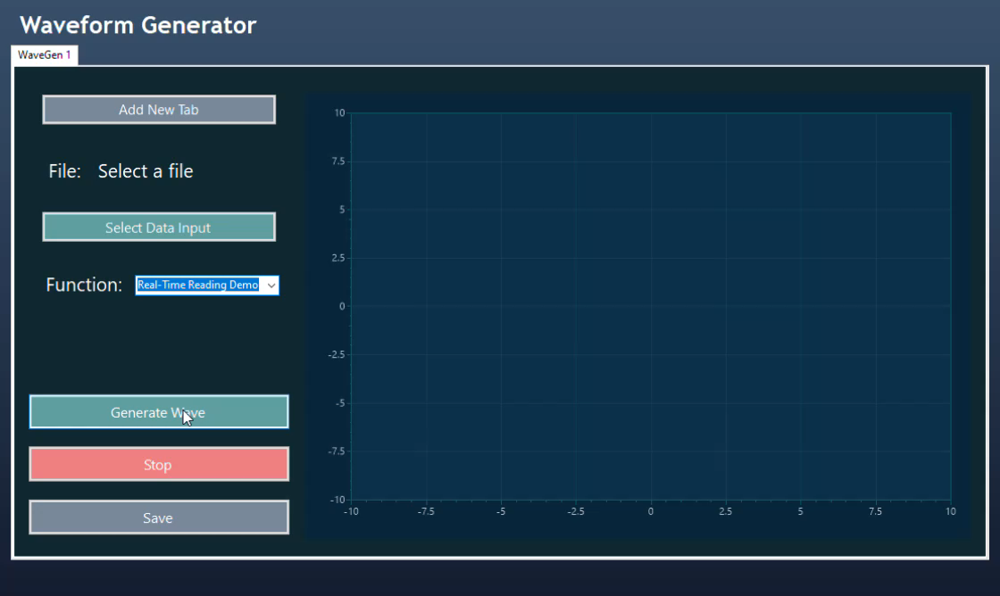 Waveform Generator
WaveGen 1
Add New Tab
File: Select a file
Select Data Input
Function: Real-Time Reading Demo
Generate Wave
Stop
Save
10
7.5
5
2.5
0
-2.5
-5
-7.5
-10
-10 -7.5 -5 -2.5 0 2.5 5 7.5 10